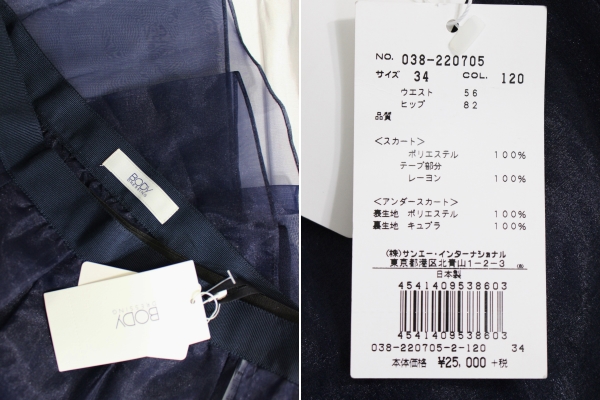 BODY
DRESSING
BODY
DRESSING
NO. 038-220705
サイズ 34 COL. 120
ウエスト 56
ヒップ 82
品質
＜スカート＞
ポリエステル 100%
テープ部分
レーヨン 100%
＜アンダースカート＞
表生地 ポリエステル 100%
裏生地 キュプラ 100%
(株)サンエー・インターナショナル
東京都港区北青山1-2-3
日本製
4541409538603
4541409538603
038-220705-2-120 34
本体価格 ¥25,000 +税